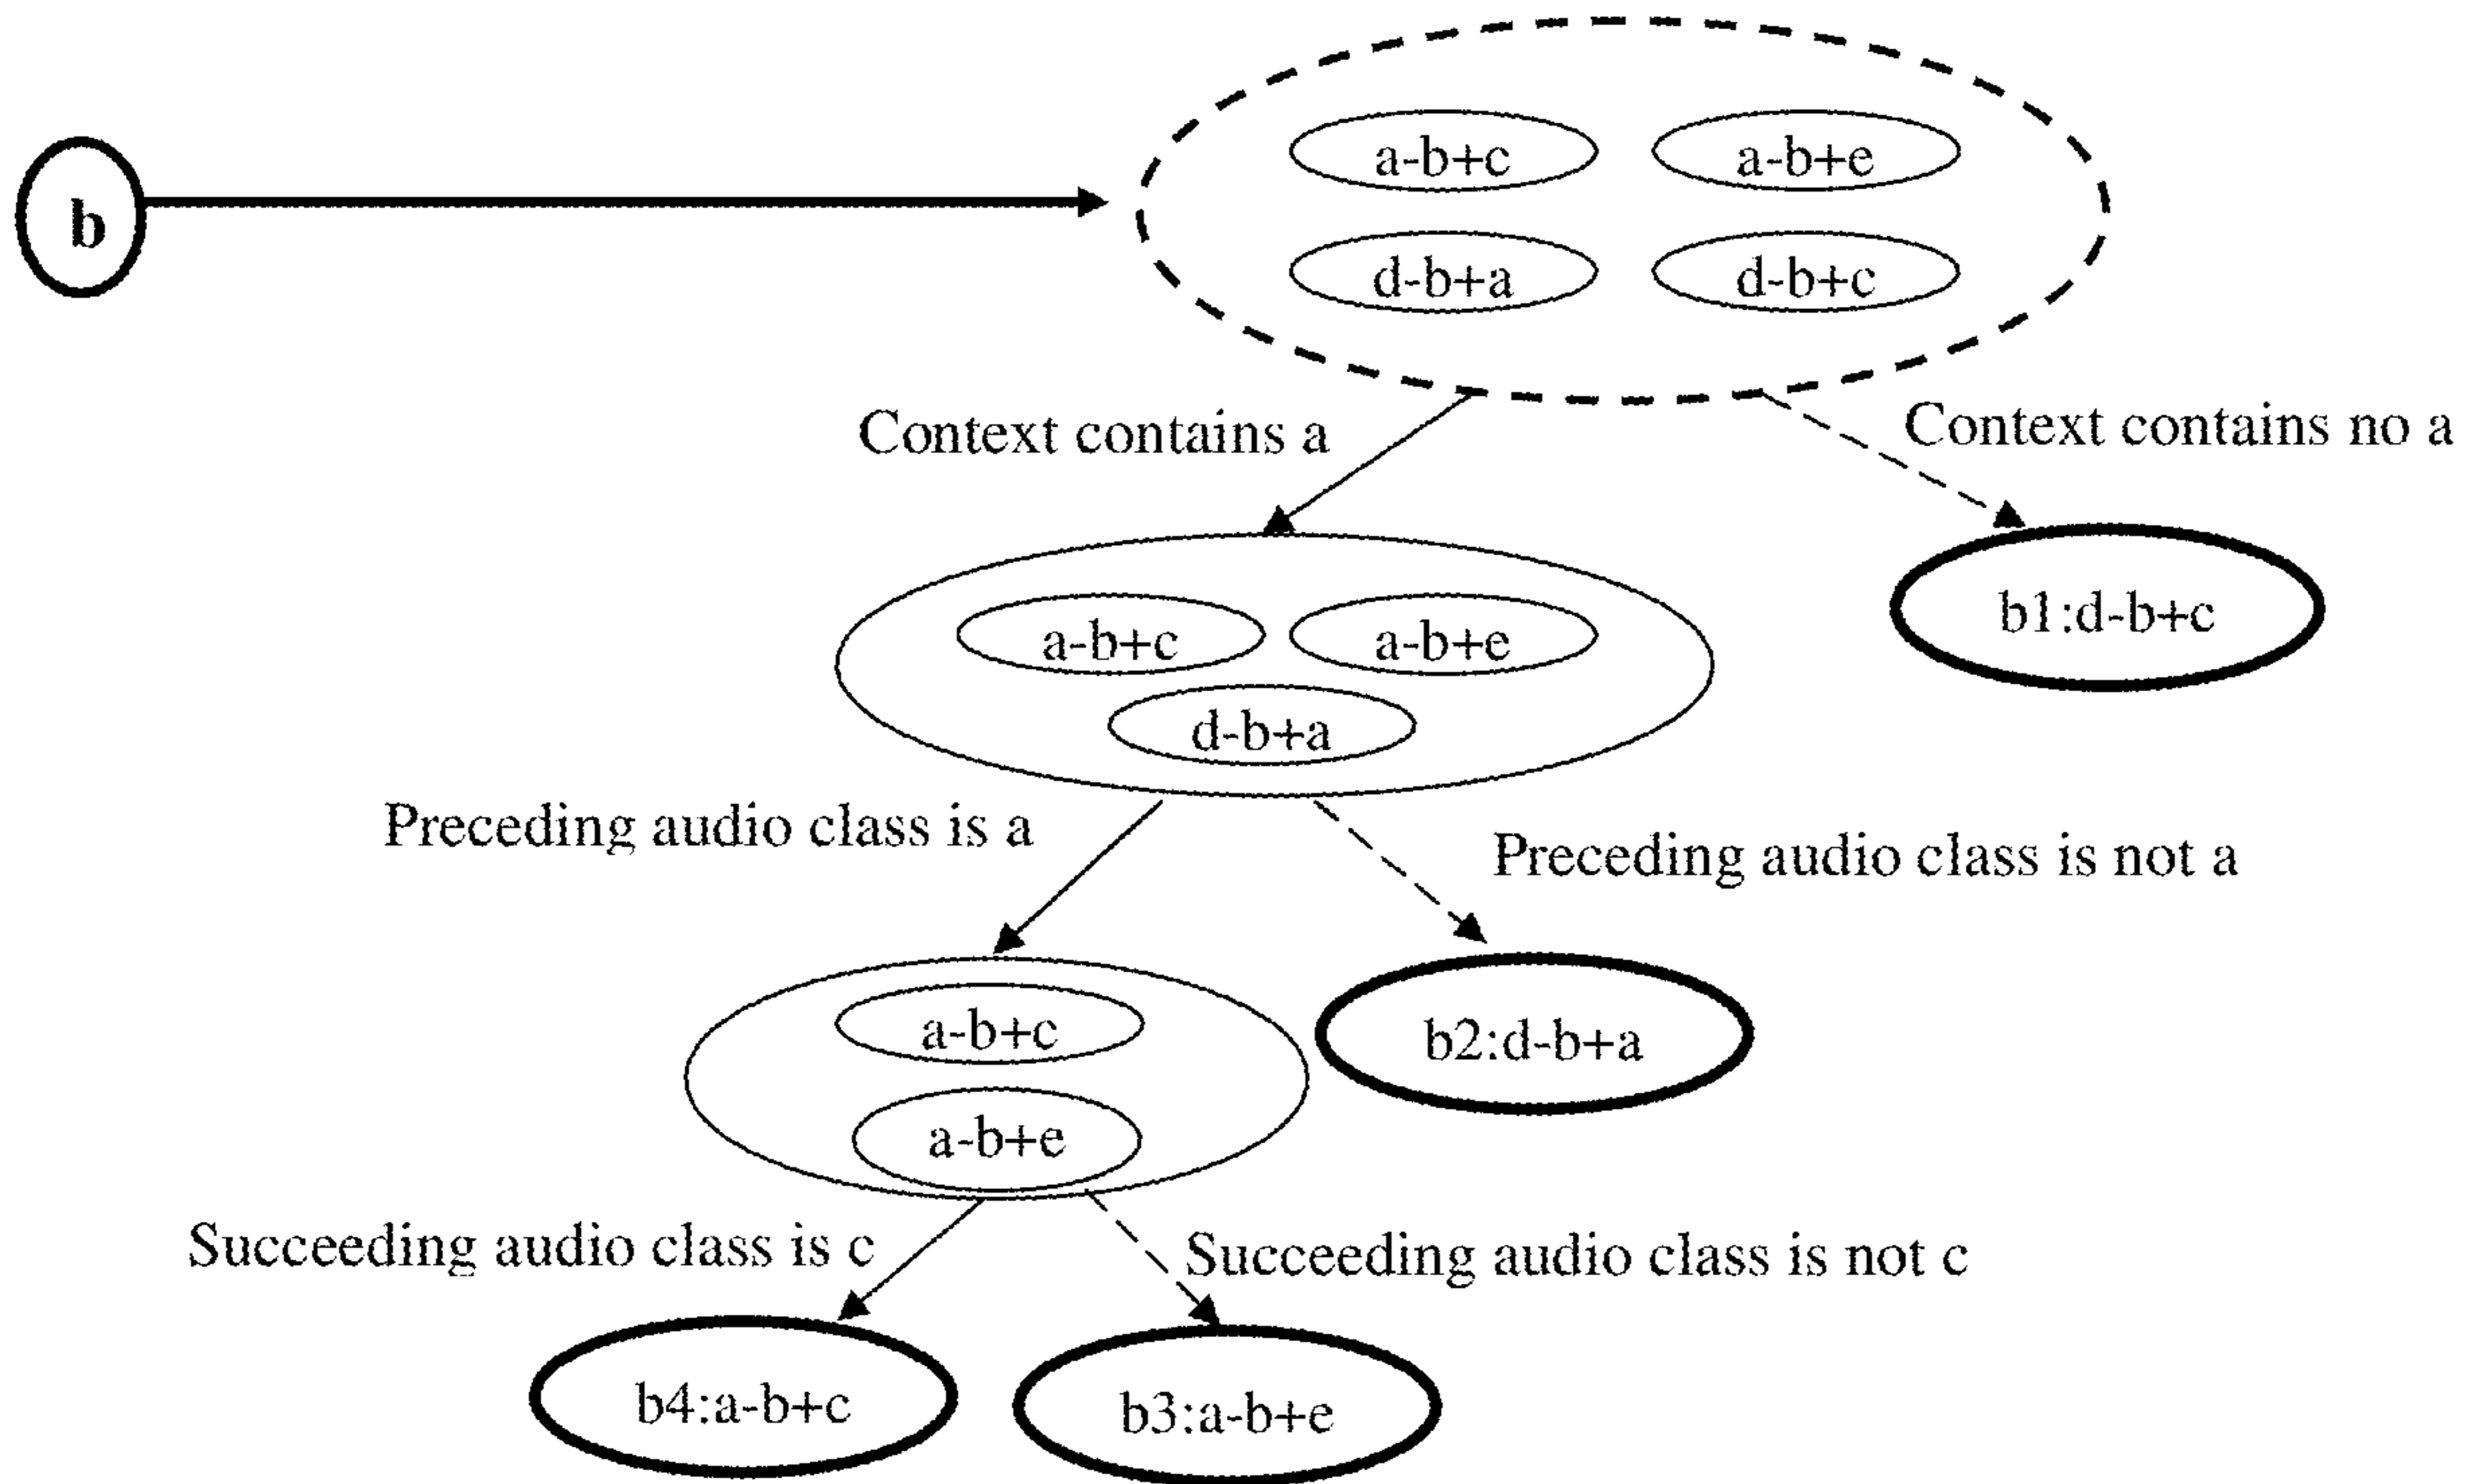 b
a-b+c
a-b+e
d-b+a
d-b+c
Context contains a
Context contains no a
b1:d-b+c
a-b+c
a-b+e
d-b+a
Preceding audio class is a
Preceding audio class is not a
a-b+c
a-b+e
b2:d-b+a
Succeeding audio class is c
Succeeding audio class is not c
b4:a-b+c
b3:a-b+e